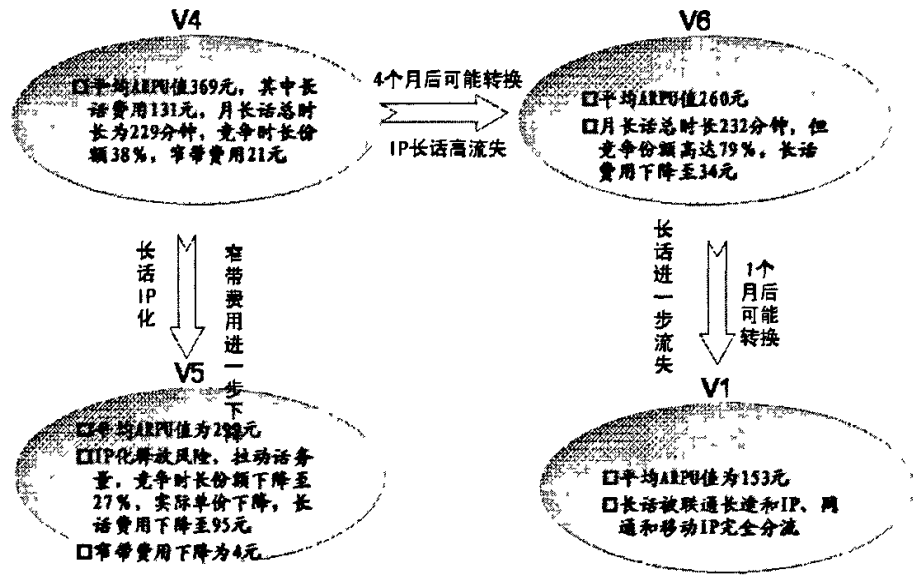 V4
平均ARPU值369元，其中长
话费用131元，月长话总时
长为229分钟，竞争时长份
额38%，窄带费用21元
4个月后可能转换
IP长话高流失
V6
平均ARPU值260元
月长话总时长232分钟，但
竞争份额高达79%，长话
费用下降至34元
长话IP化
窄带费用进一步下降
长话进一步流失
1个
月后
可能
转换
V5
平均ARPU值为
IP化释放风险，拉动话务
量，竞争时长份额下降至
27%，实际单价下降，长
话费用下降至95元
窄带费用下降为4元
V1
平均ARPU值为153元
长话被联通长途和IP、网
通和移动IP完全分流